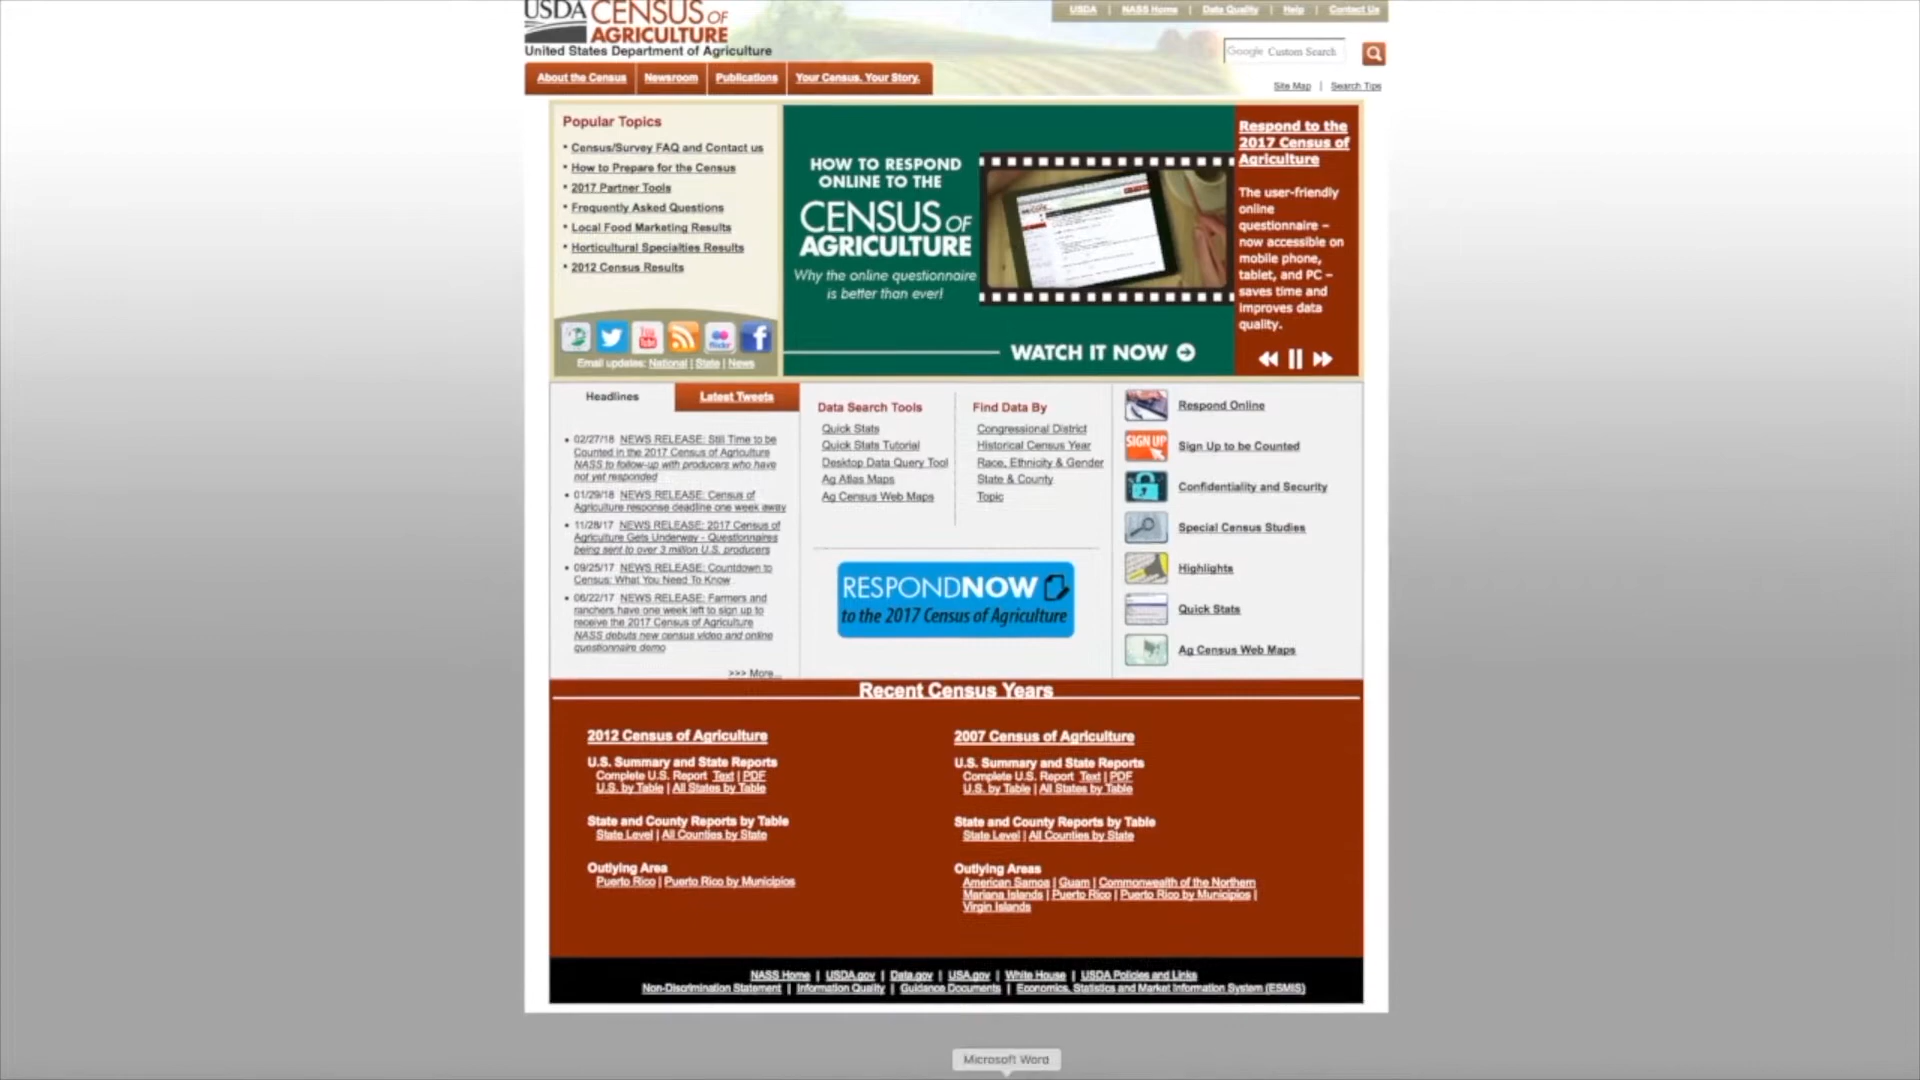 USDA CENSUS OF
AGRICULTURE
United States Department of Agriculture
USDA | NASS Home | Data Quality | Help | Contact Us
Google Custom Search
Site Map | Search Tips
About the Census Newsroom Publications Your Census. Your Story.
Popular Topics
Census/Survey FAQ and Contact us
How to Prepare for the Census
2017 Partner Tools
Frequently Asked Questions
Local Food Marketing Results
Horticultural Specialties Results
2012 Census Results
You
Tube
flickr
f
Email updates: National | State | News
HOW TO RESPOND
ONLINE TO THE
CENSUS OF
AGRICULTURE
Why the online questionnaire
is better than ever!
WATCH IT NOW
Respond to the
2017 Census of
Agriculture
The user-friendly
online
questionnaire –
now accessible on
mobile phone,
tablet, and PC –
saves time and
improves data
quality.
Headlines Latest Tweets
02/27/18 NEWS RELEASE: Still Time to be
Counted in the 2017 Census of Agriculture
NASS to follow-up with producers who have
not yet responded
01/29/18 NEWS RELEASE: Census of
Agriculture response deadline one week away
11/28/17 NEWS RELEASE: 2017 Census of
Agriculture Gets Underway - Questionnaires
being sent to over 3 million U.S. producers
09/25/17 NEWS RELEASE: Countdown to
Census: What You Need To Know
06/22/17 NEWS RELEASE: Farmers and
ranchers have one week left to sign up to
receive the 2017 Census of Agriculture
NASS debuts new census video and online
questionnaire demo
>>> More...
Data Search Tools
Quick Stats
Quick Stats Tutorial
Desktop Data Query Tool
Ag Atlas Maps
Ag Census Web Maps
Find Data By
Congressional District
Historical Census Year
Race, Ethnicity & Gender
State & County
Topic
RESPONDNOW
to the 2017 Census of Agriculture
Respond Online
SIGN UP
Sign Up to be Counted
Confidentiality and Security
Special Census Studies
Highlights
Quick Stats
Ag Census Web Maps
Recent Census Years
2012 Census of Agriculture
U.S. Summary and State Reports
Complete U.S. Report Text | PDF
U.S. by Table | All States by Table
State and County Reports by Table
State Level | All Counties by State
Outlying Area
Puerto Rico | Puerto Rico by Municipios
2007 Census of Agriculture
U.S. Summary and State Reports
Complete U.S. Report Text | PDF
U.S. by Table | All States by Table
State and County Reports by Table
State Level | All Counties by State
Outlying Areas
American Samoa | Guam | Commonwealth of the Northern
Mariana Islands | Puerto Rico | Puerto Rico by Municipios |
Virgin Islands
NASS Home | USDA.gov | Data.gov | USA.gov | White House | USDA Policies and Links
Non-Discrimination Statement | Information Quality | Guidance Documents | Economics, Statistics and Market Information System (ESMIS)
Microsoft Word